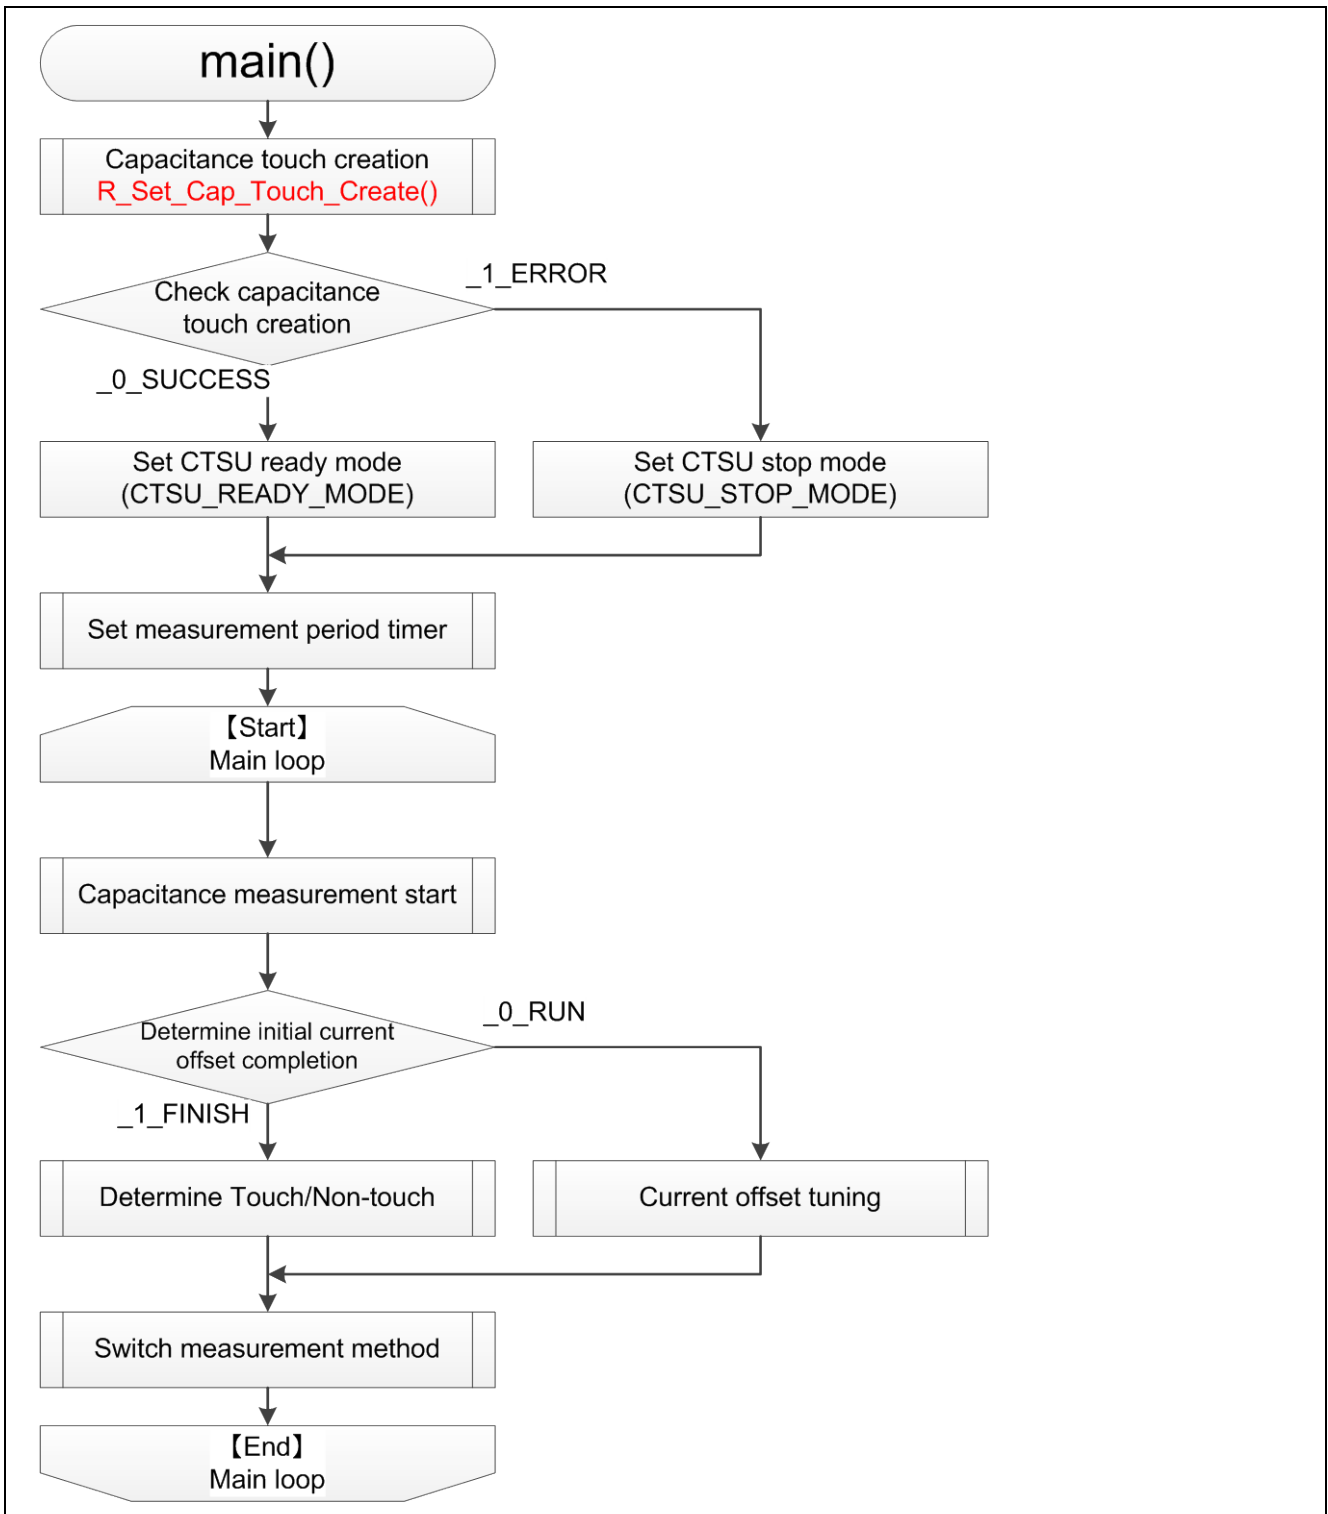 main()
Capacitance touch creation
R_Set_Cap_Touch_Create()
Check capacitance
touch creation
_1_ERROR
_0_SUCCESS
Set CTSU ready mode
(CTSU_READY_MODE)
Set CTSU stop mode
(CTSU_STOP_MODE)
Set measurement period timer
【Start】
Main loop
Capacitance measurement start
Determine initial current
offset completion
_0_RUN
_1_FINISH
Determine Touch/Non-touch
Current offset tuning
Switch measurement method
【End】
Main loop